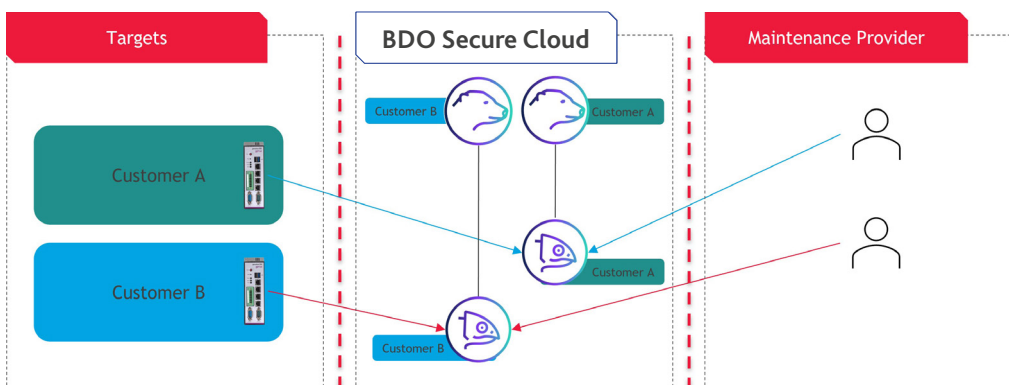 Targets
BDO Secure Cloud
Maintenance Provider
Customer B
Customer A
Customer A
Customer A
Customer B
Customer B